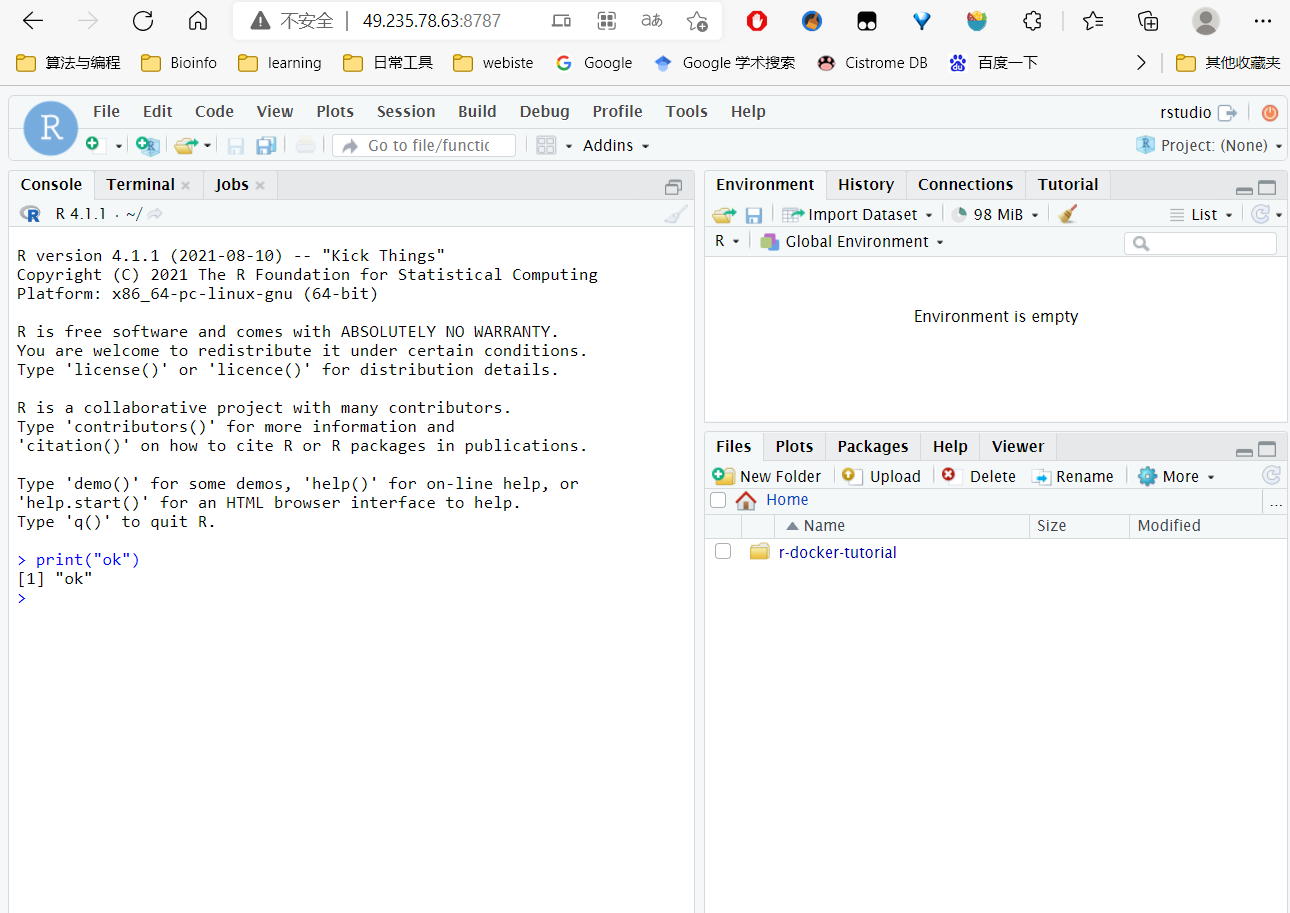 不安全 | 49.235.78.63:8787 aあ
算法与编程 Bioinfo learning 日常工具 webiste Google Google 学术搜索 Cistrome DB 百度一下 其他收藏夹
R File Edit Code View Plots Session Build Debug Profile Tools Help rstudio
Go to file/functic Addins R Project: (None)
Console Terminal Jobs
R R 4.1.1 · ~/
R version 4.1.1 (2021-08-10) -- "Kick Things"
Copyright (C) 2021 The R Foundation for Statistical Computing
Platform: x86_64-pc-linux-gnu (64-bit)
R is free software and comes with ABSOLUTELY NO WARRANTY.
You are welcome to redistribute it under certain conditions.
Type 'license()' or 'licence()' for distribution details.
R is a collaborative project with many contributors.
Type 'contributors()' for more information and
'citation()' on how to cite R or R packages in publications.
Type 'demo()' for some demos, 'help()' for on-line help, or
'help.start()' for an HTML browser interface to help.
Type 'q()' to quit R.
> print("ok")
[1] "ok"
>
Environment History Connections Tutorial
Import Dataset 98 MiB List
R Global Environment
Environment is empty
Files Plots Packages Help Viewer
New Folder Upload Delete Rename More
Home ...
Name Size Modified
r-docker-tutorial